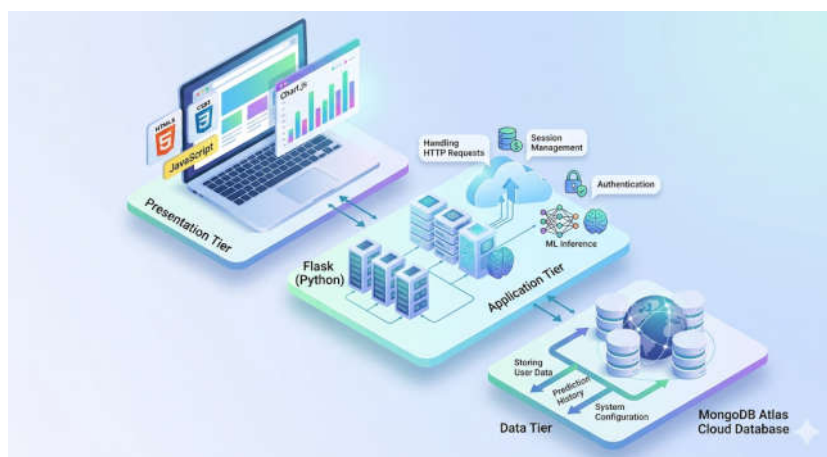 HTML5
CSS3
JavaScript
Chart.js
Presentation Tier
Handling
HTTP Requests
Session
Management
Authentication
ML Inference
Flask
(Python)
Application Tier
Storing
User Data
Prediction
History
System
Configuration
Data Tier
MongoDB Atlas
Cloud Database